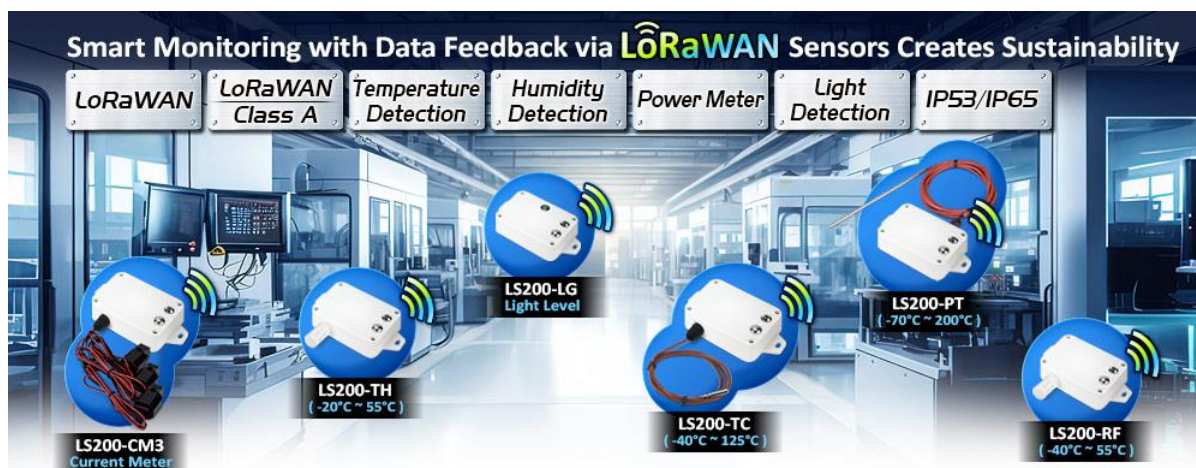 Smart Monitoring with Data Feedback via LoRaWAN Sensors Creates Sustainability
LoRaWAN
LoRaWAN
Class A
Temperature
Detection
Humidity
Detection
Power Meter
Light
Detection
IP53/IP65
LS200-LG
Light Level
LS200-PT
( -70°C ~ 200°C )
LS200-TH
( -20°C ~ 55°C )
LS200-TC
( -40°C ~ 125°C )
LS200-RF
( -40°C ~ 55°C )
LS200-CM3
Current Meter